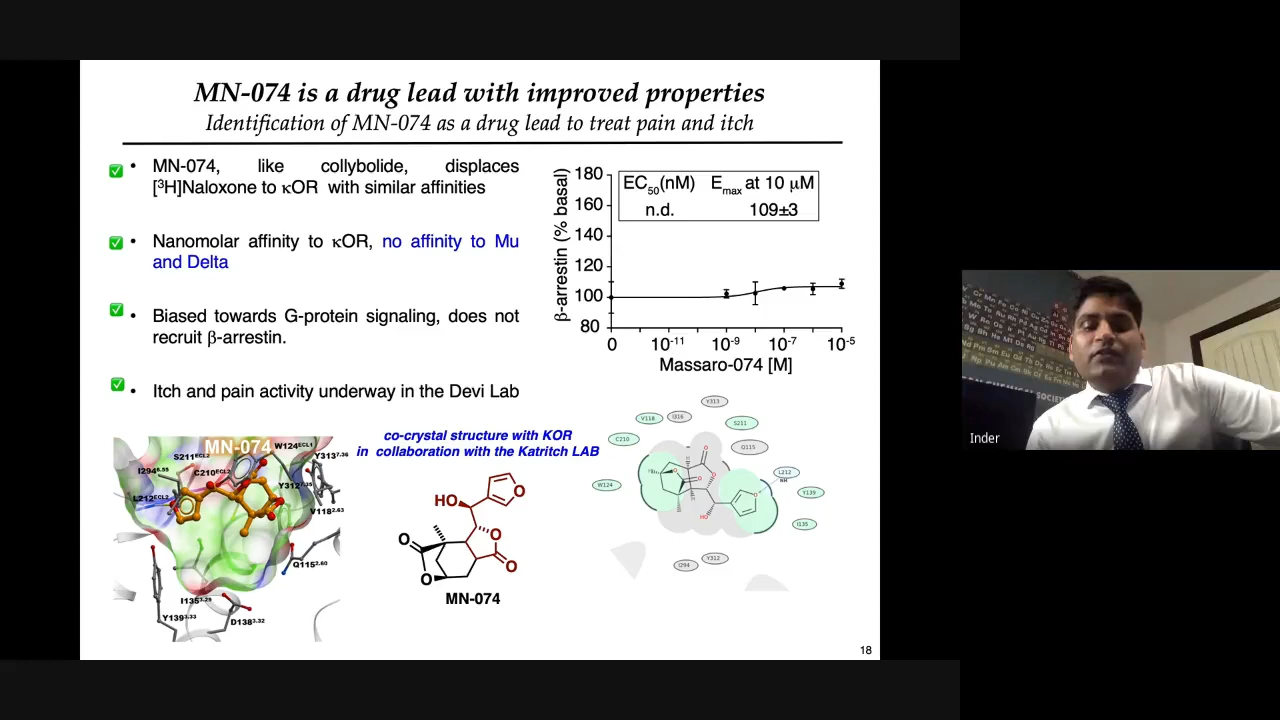 MN-074 is a drug lead with improved properties
Identification of MN-074 as a drug lead to treat pain and itch
• MN-074, like collybolide, displaces
[³H]Naloxone to κOR with similar affinities
• Nanomolar affinity to κOR, no affinity to Mu
and Delta
• Biased towards G-protein signaling, does not
recruit β-arrestin.
• Itch and pain activity underway in the Devi Lab
β-arrestin (% basal)
180
160
140
120
100
80
EC50(nM) Emax at 10 μM
n.d. 109±3
0 10⁻¹¹ 10⁻⁹ 10⁻⁷ 10⁻⁵
Massaro-074 [M]
co-crystal structure with KOR
in collaboration with the Katritch LAB
MN-074
W124ECL1
S211ECL2
Y3137.36
I2946.55
C210ECL2
L212ECL2
Y3127.35
V1182.63
Q1152.60
I1353.29
Y1393.33
D1383.32
HO
O
O
O
O
O
MN-074
Y313
V118
I316
S211
C210
Q115
L212
W124
Y139
I135
HO
Y312
I294
18
Inder